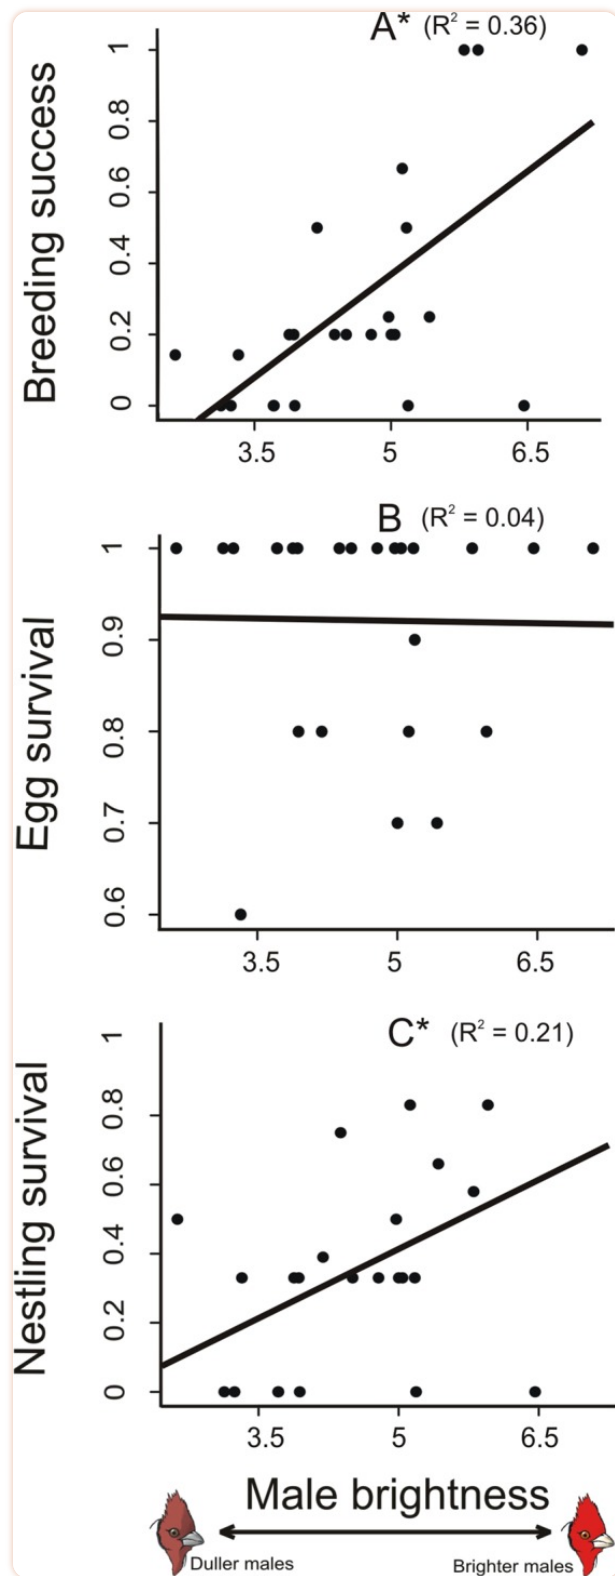 A* (R² = 0.36)
Breeding success
1
0.8
0.6
0.4
0.2
0
3.5 5 6.5
B (R² = 0.04)
Egg survival
1
0.9
0.8
0.7
0.6
3.5 5 6.5
C* (R² = 0.21)
Nestling survival
1
0.8
0.6
0.4
0.2
0
3.5 5 6.5
Male brightness
Duller males Brighter males